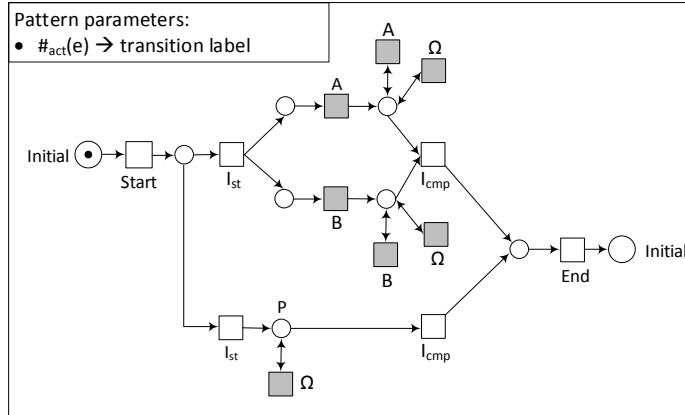 Pattern parameters:
• #act(e) → transition label
A
Ω
A
Initial
Start
Ist
Icmp
B
Ω
B
Initial
End
P
Ist
Icmp
Ω